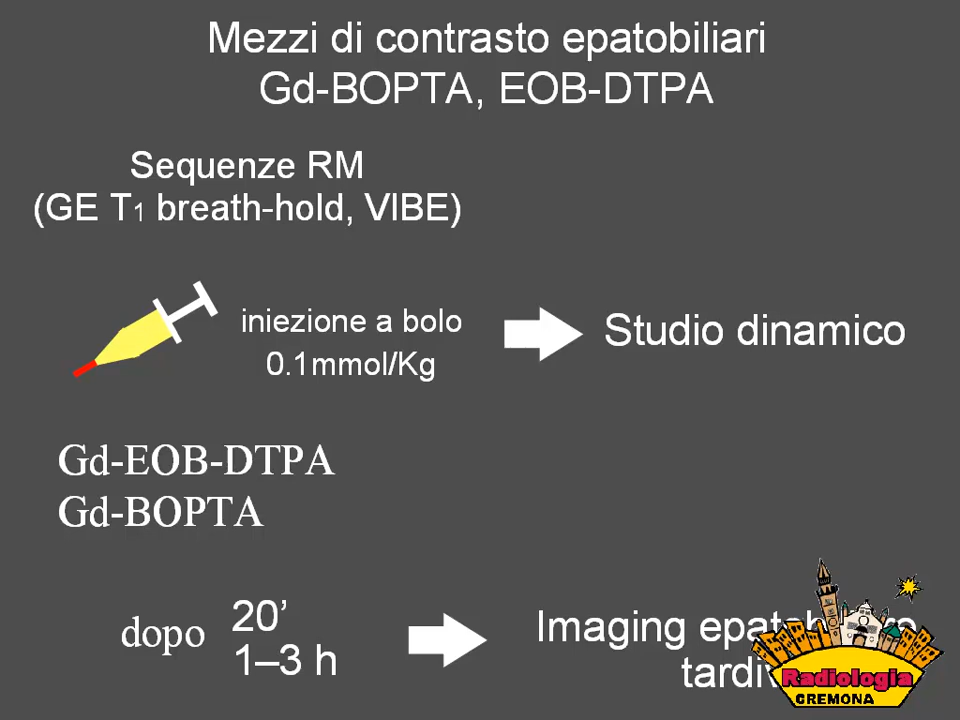 Mezzi di contrasto epatobiliari
Gd-BOPTA, EOB-DTPA
Sequenze RM
(GE T1 breath-hold, VIBE)
iniezione a bolo
0.1mmol/Kg
Studio dinamico
Gd-EOB-DTPA
Gd-BOPTA
dopo
20’
1–3 h
Imaging
Radiologia
CREMONA